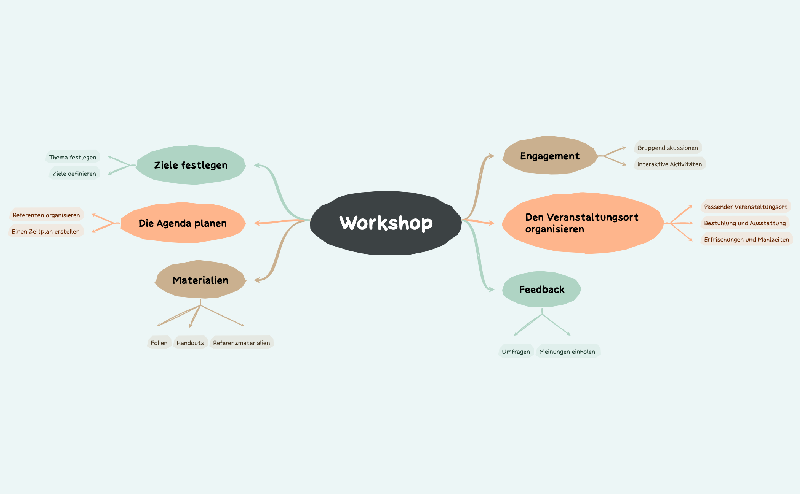 Workshop
Ziele festlegen
Thema festlegen
Ziele definieren
Die Agenda planen
Referenten organisieren
Einen Zeitplan erstellen
Materialien
Folien
Handouts
Referenzmaterialien
Engagement
Gruppendiskussionen
Interaktive Aktivitäten
Den Veranstaltungsort
organisieren
Passender Veranstaltungsort
Bestuhlung und Ausstattung
Erfrischungen und Mahlzeiten
Feedback
Umfragen
Meinungen einholen